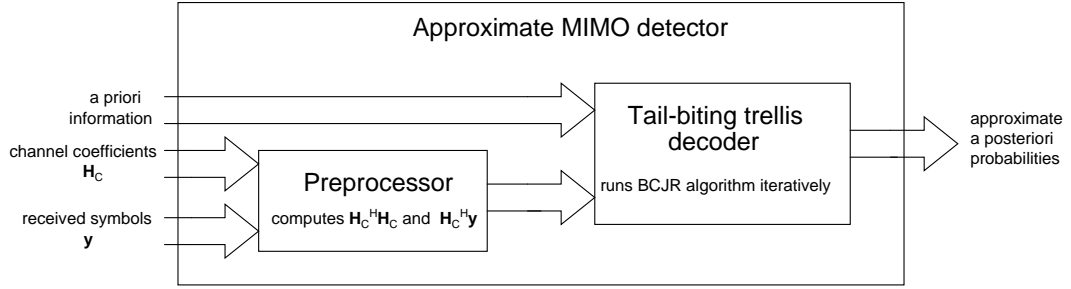 Approximate MIMO detector
a priori
information
channel coefficients
H_C
received symbols
y
Preprocessor
computes H_C^H H_C and H_C^H y
Tail-biting trellis
decoder
runs BCJR algorithm iteratively
approximate
a posteriori
probabilities